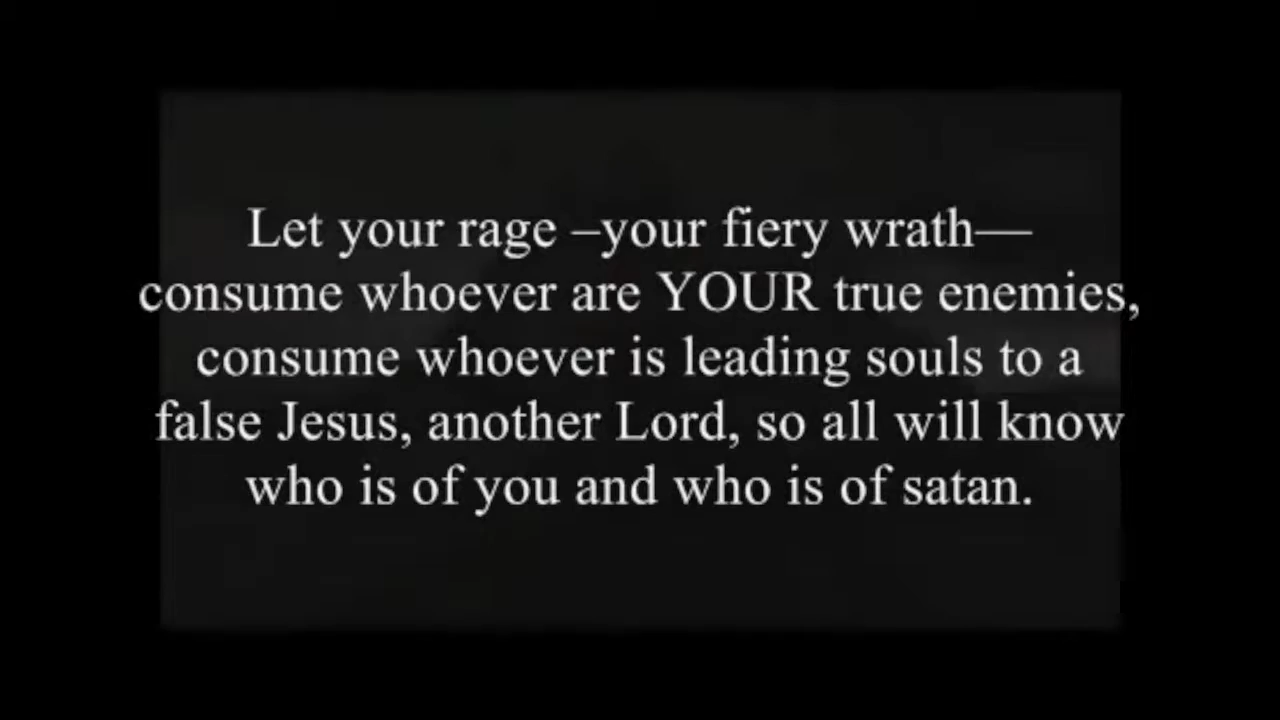 Let your rage –your fiery wrath—
consume whoever are YOUR true enemies,
consume whoever is leading souls to a
false Jesus, another Lord, so all will know
who is of you and who is of satan.